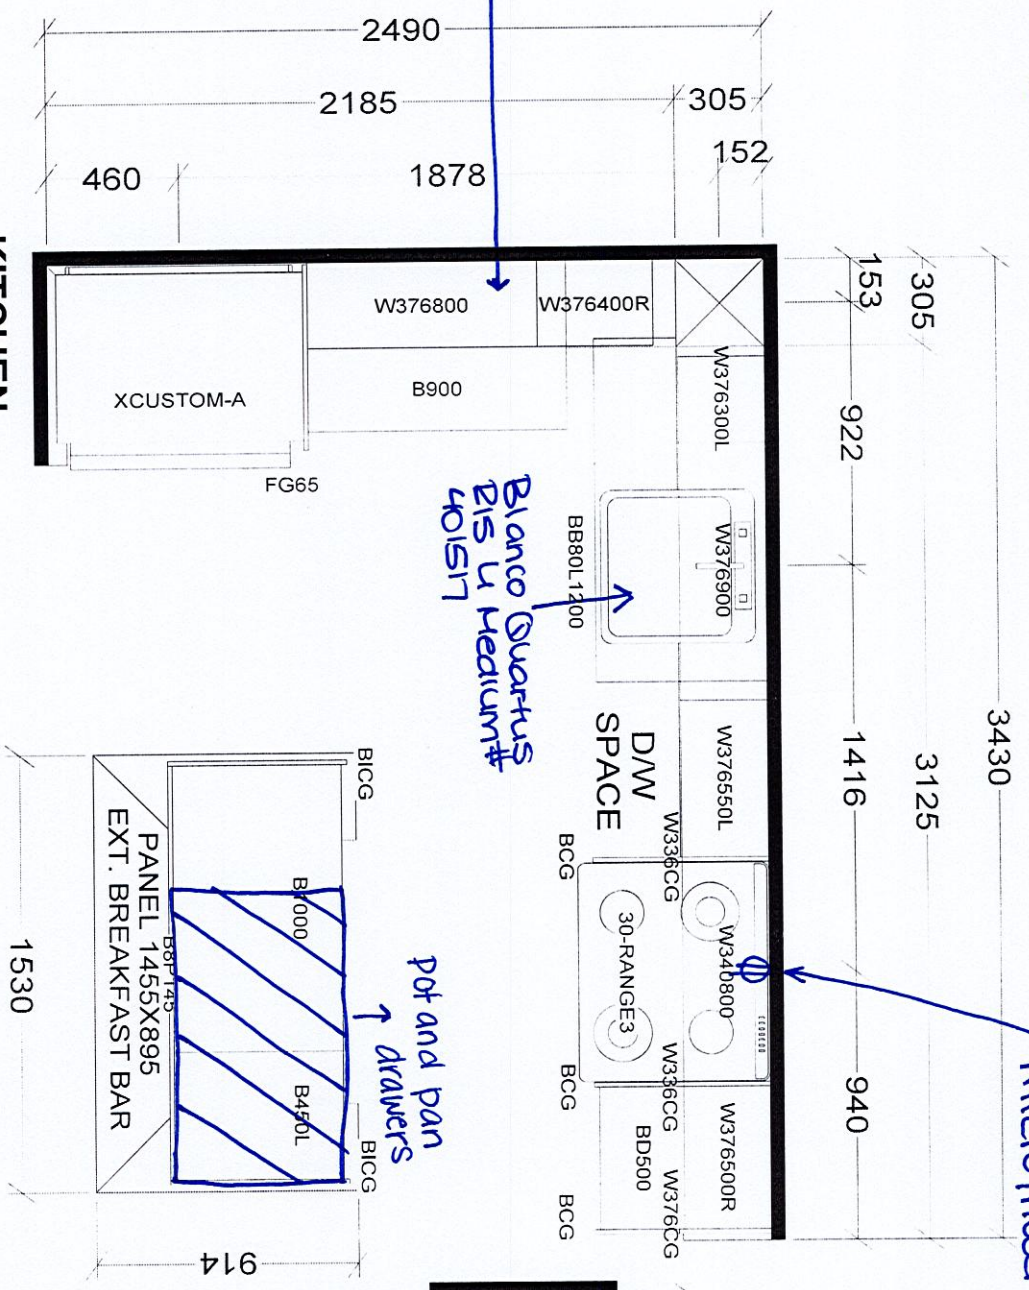 2490
2185
305
460
1878
152
153
305
922
3430
3125
1416
940
KITCHEN
W376800
W376400R
W376300L
XCUSTOM-A
B900
FG65
W376900
BB80L1200
Blanco Quartus
R15 U Medium#
401517
D/W
SPACE
W376550L
W336CG
BCG
W340800
30-RANGE3
W336CG
BCG
W376500R
BD500
W376CG
BCG
BICG
B1000
B8P145
PANEL 1455X895
EXT. BREAKFAST BAR
B450L
BICG
pot and pan
drawers
1530
914